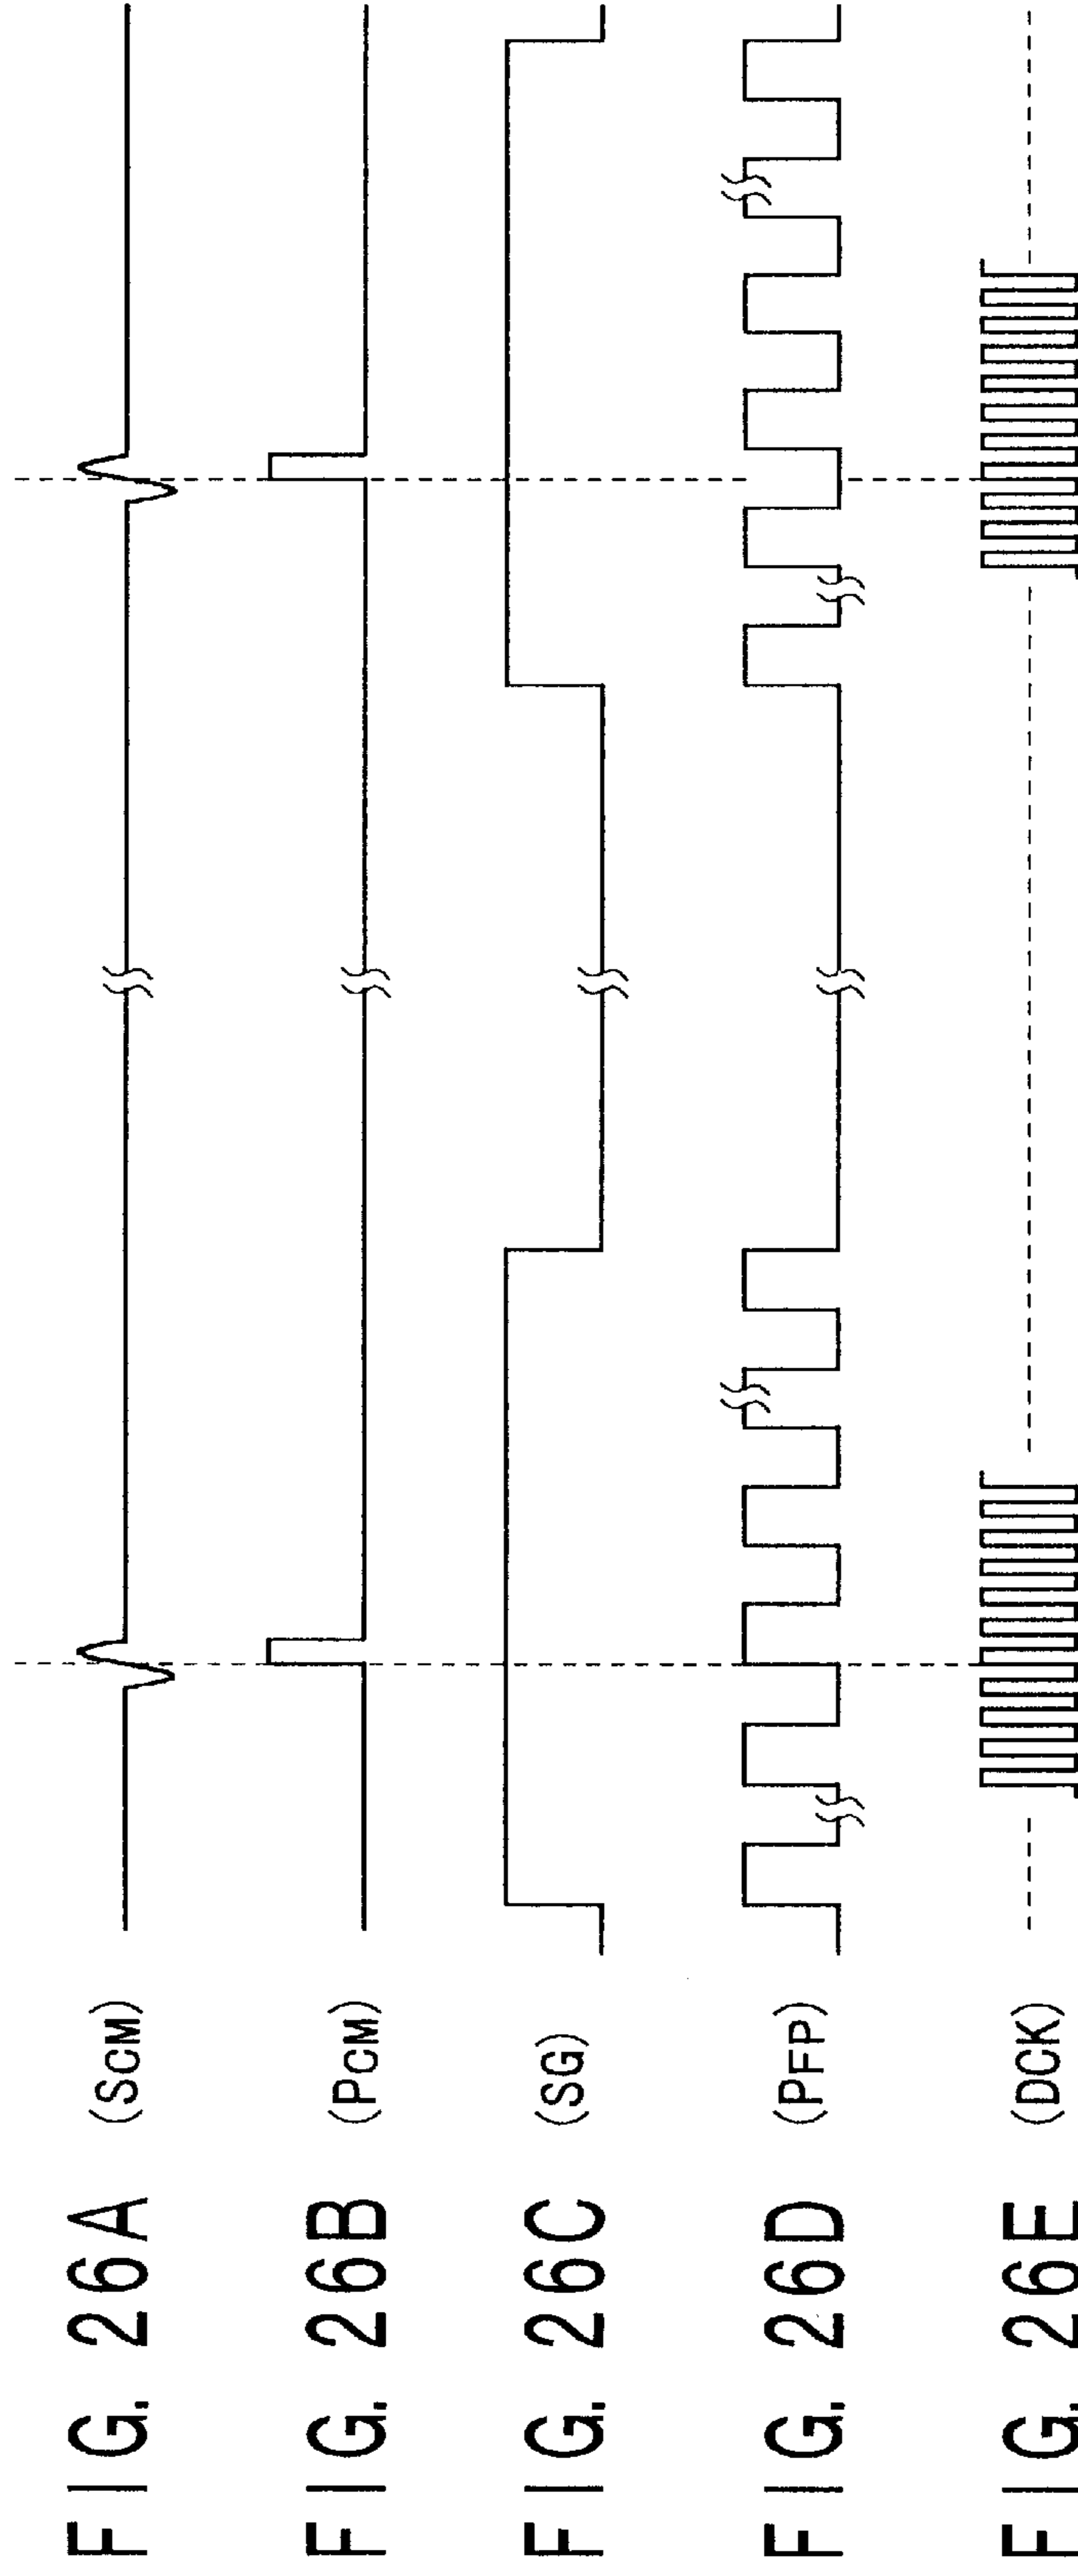 FIG. 26A (SCM)
FIG. 26B (PCM)
FIG. 26C (SG)
FIG. 26D (PFP)
FIG. 26E (DCK)